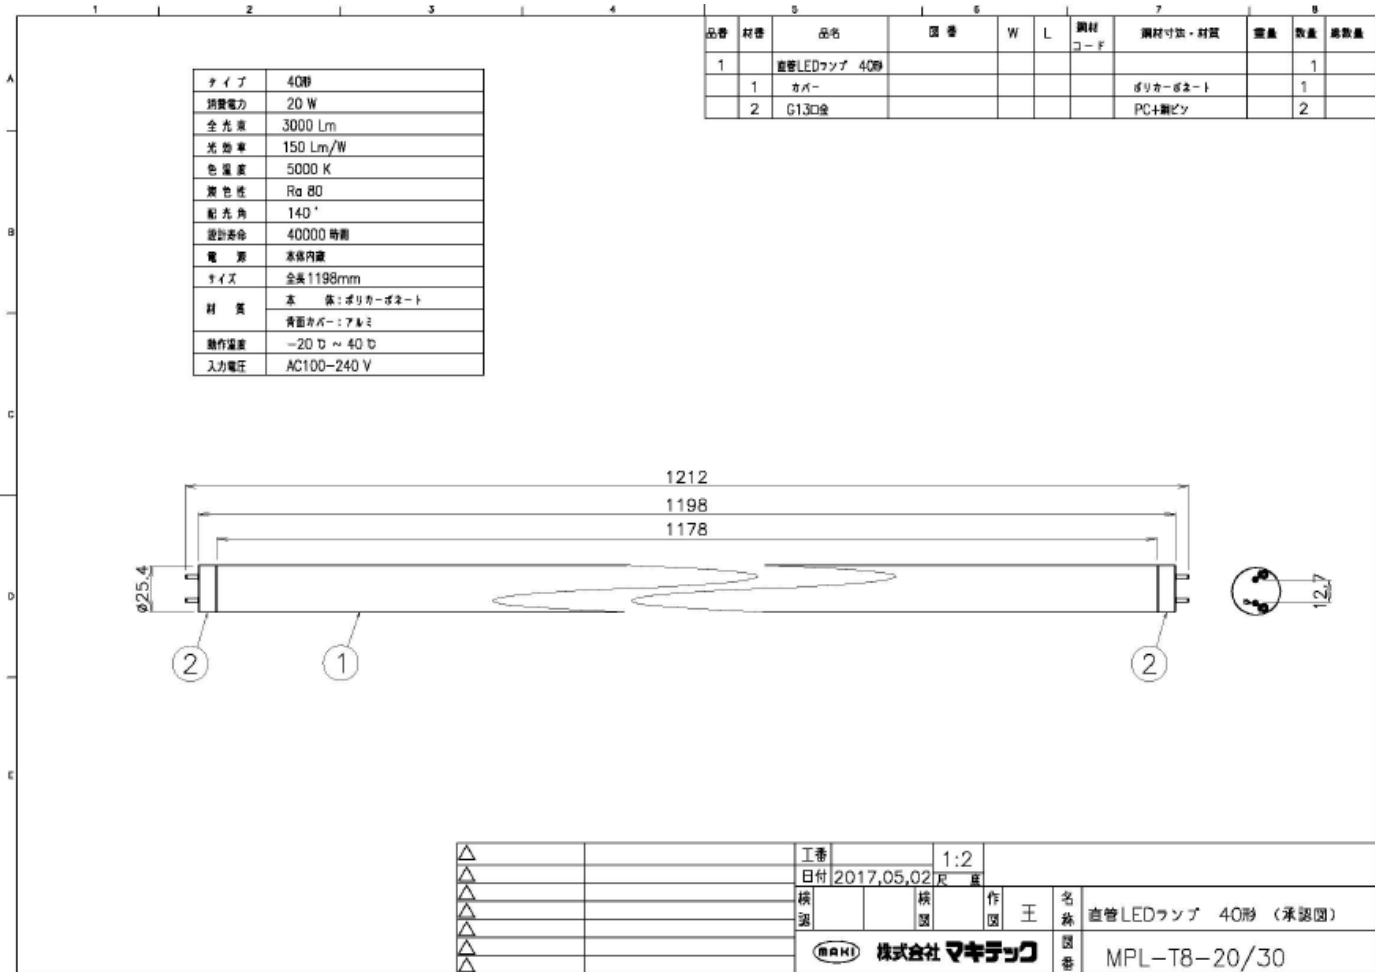 1 2 3 4 5 6 7 8
品番 材番 品名 図番 W L 鋼材コード 鋼材寸法・材質 重量 数量 総数量
1 直管LEDランプ 40形 1
1 カバー ポリカーボネート 1
2 G13口金 PC+銅ピン 2
A
B
C
D
E
タイプ 40形
消費電力 20 W
全光束 3000 Lm
光効率 150 Lm/W
色温度 5000 K
演色性 Ra 80
配光角 140°
設計寿命 40000 時間
電源 本体内蔵
サイズ 全長1198mm
材質 本体:ポリカーボネート
背面カバー:アルミ
動作温度 -20℃ ~ 40℃
入力電圧 AC100-240 V
1212
1198
1178
ø25.4
12,7
2 1 2
工番 1:2
日付 2017,05,02 尺度
検認 検図 作図 王 名称 直管LEDランプ 40形 (承認図)
MAKI 株式会社 マキテック 図番 MPL-T8-20/30